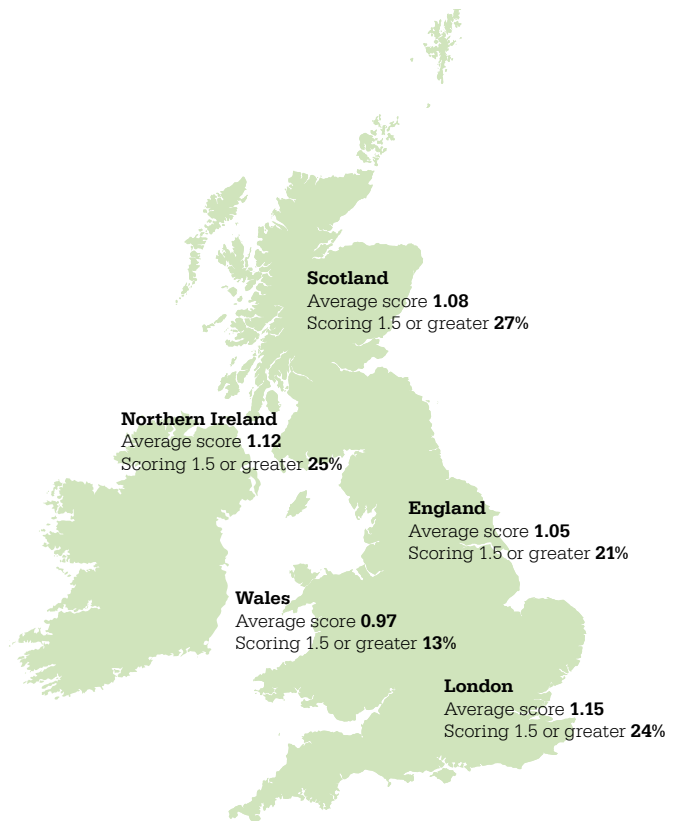 Scotland
Average score 1.08
Scoring 1.5 or greater 27%
Northern Ireland
Average score 1.12
Scoring 1.5 or greater 25%
England
Average score 1.05
Scoring 1.5 or greater 21%
Wales
Average score 0.97
Scoring 1.5 or greater 13%
London
Average score 1.15
Scoring 1.5 or greater 24%